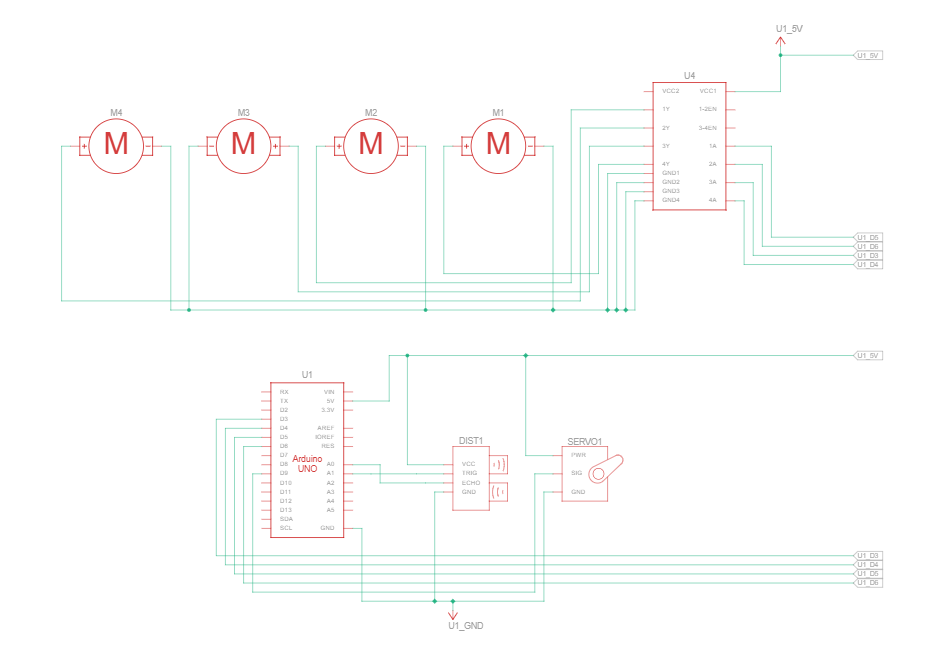 U1_5V
U1_5V
U4
VCC2 VCC1
1Y 1-2EN
2Y 3-4EN
3Y 1A
4Y 2A
GND1
GND2 3A
GND3
GND4 4A
M4 M3 M2 M1
+ M - - M + + M - + M -
U1_D5
U1_D6
U1_D3
U1_D4
U1_5V
U1
RX VIN
TX 5V
D2 3.3V
D3
D4 AREF
D5 IOREF
D6 RES
D7
D8 A0
D9 A1
D10 A2
D11 A3
D12 A4
D13 A5
SDA
SCL GND
Arduino
UNO
DIST1
VCC
THIG
ECHO
GND
SERVO1
PWR
SIG
GND
U1_D3
U1_D4
U1_D5
U1_D6
U1_GND